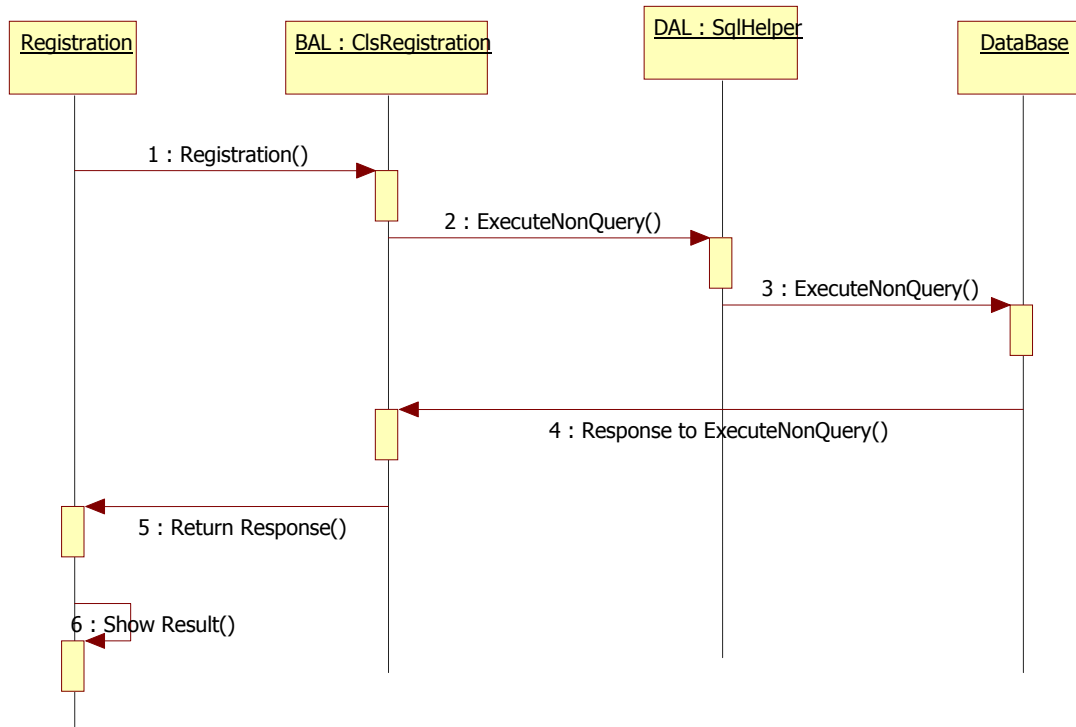 Registration
BAL : ClsRegistration
DAL : SqlHelper
DataBase
1 : Registration()
2 : ExecuteNonQuery()
3 : ExecuteNonQuery()
4 : Response to ExecuteNonQuery()
5 : Return Response()
6 : Show Result()